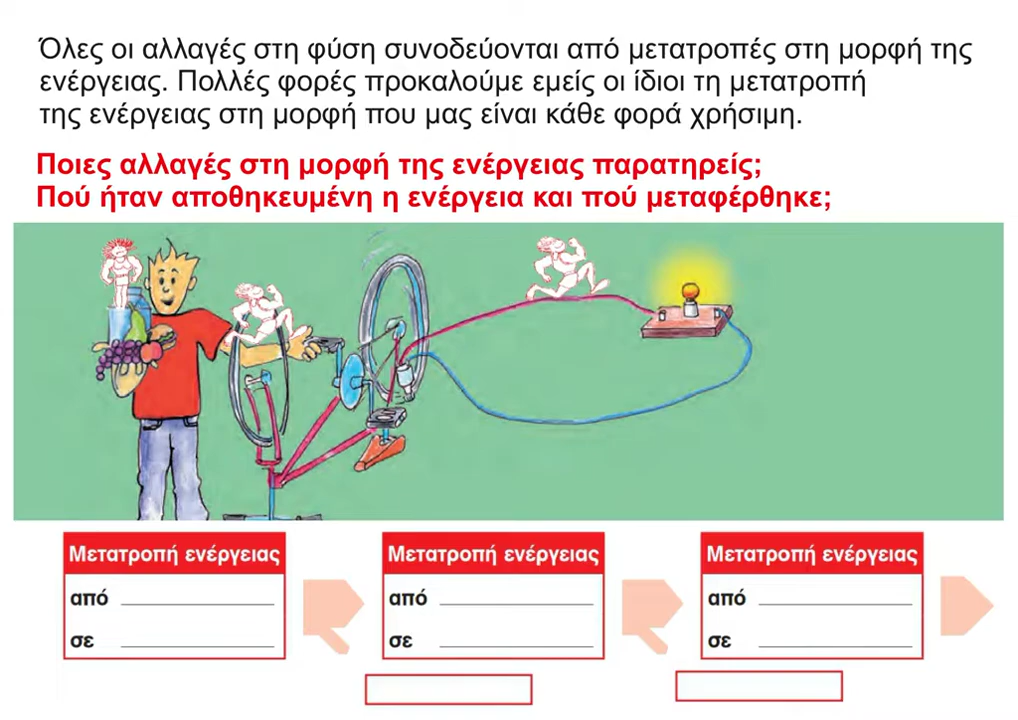 Όλες οι αλλαγές στη φύση συνοδεύονται από μετατροπές στη μορφή της
ενέργειας. Πολλές φορές προκαλούμε εμείς οι ίδιοι τη μετατροπή
της ενέργειας στη μορφή που μας είναι κάθε φορά χρήσιμη.
Ποιες αλλαγές στη μορφή της ενέργειας παρατηρείς;
Πού ήταν αποθηκευμένη η ενέργεια και πού μεταφέρθηκε;
Μετατροπή ενέργειας
από
σε
Μετατροπή ενέργειας
από
σε
Μετατροπή ενέργειας
από
σε